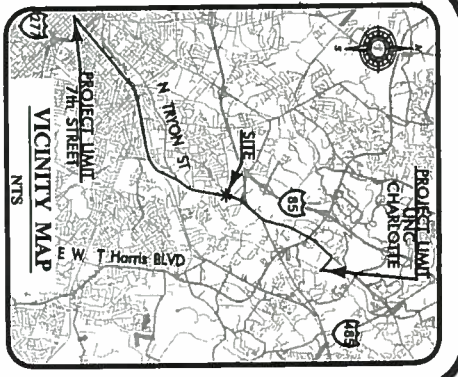 N
S
PROJECT LIMIT
UNC
CHARLOTTE
85
SITE
N TRYON ST
277
PROJECT LIMIT
7th STREET
485
E W. T Harris BLVD
VICINITY MAP
NTS